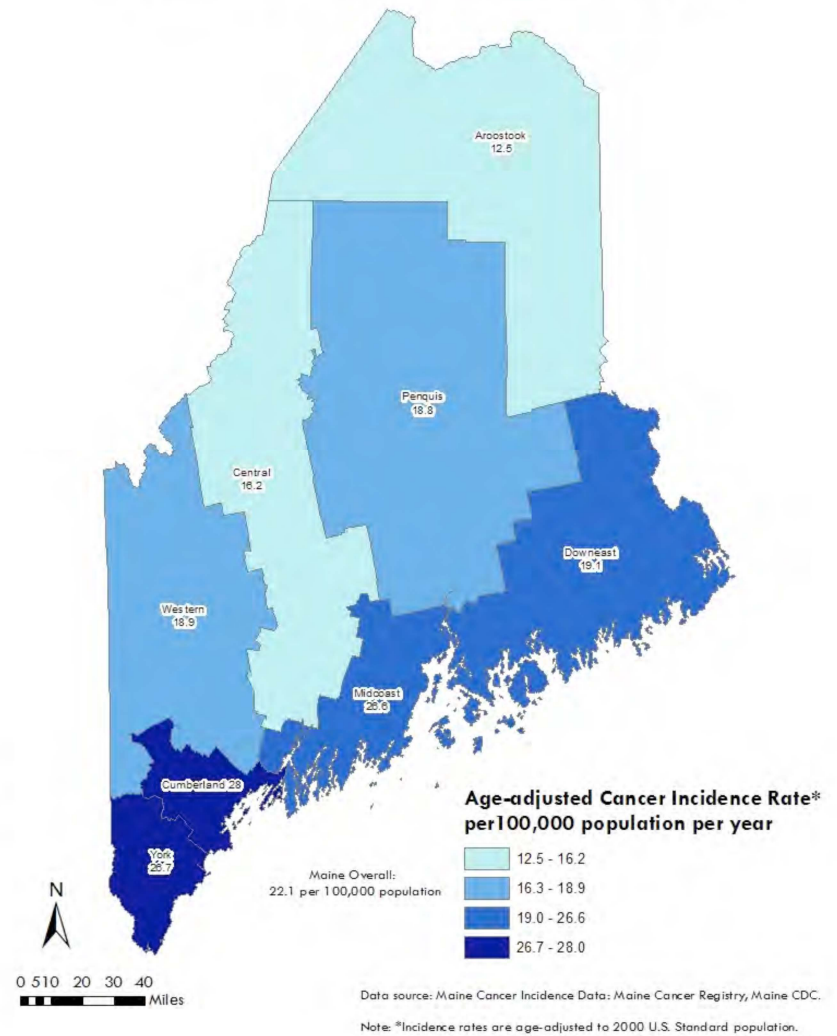 Aroostook
12.5
Penquis
18.8
Central
16.2
Downeast
19.1
Western
18.9
Midcoast
26.6
Cumberland 28
York
26.7
Age-adjusted Cancer Incidence Rate*
per100,000 population per year
12.5 - 16.2
16.3 - 18.9
19.0 - 26.6
26.7 - 28.0
Maine Overall:
22.1 per 100,000 population
N
0 510 20 30 40
Miles
Data source: Maine Cancer Incidence Data: Maine Cancer Registry, Maine CDC.
Note: *Incidence rates are age-adjusted to 2000 U.S. Standard population.